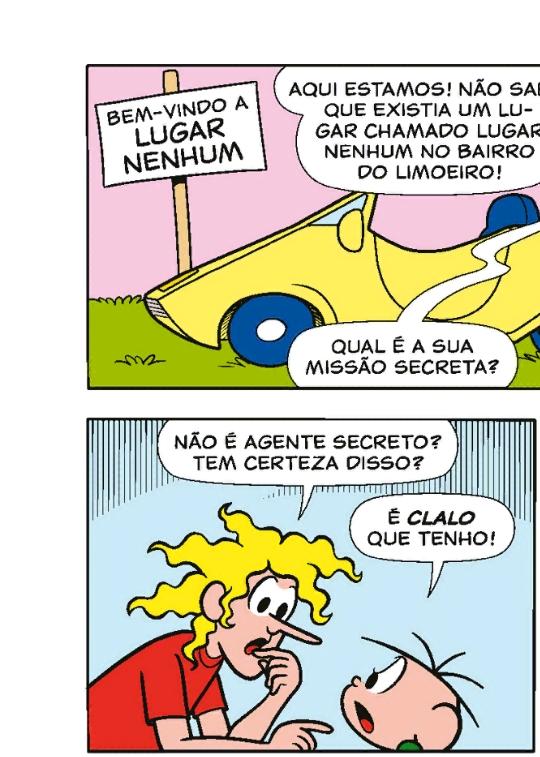 BEM-VINDO A
LUGAR
NENHUM
AQUI ESTAMOS! NÃO
QUE EXISTIA UM LU-
GAR CHAMADO LUGAR
NENHUM NO BAIRRO
DO LIMOEIRO!
QUAL É A SUA
MISSÃO SECRETA?
NÃO É AGENTE SECRETO?
TEM CERTEZA DISSO?
É CLALO
QUE TENHO!